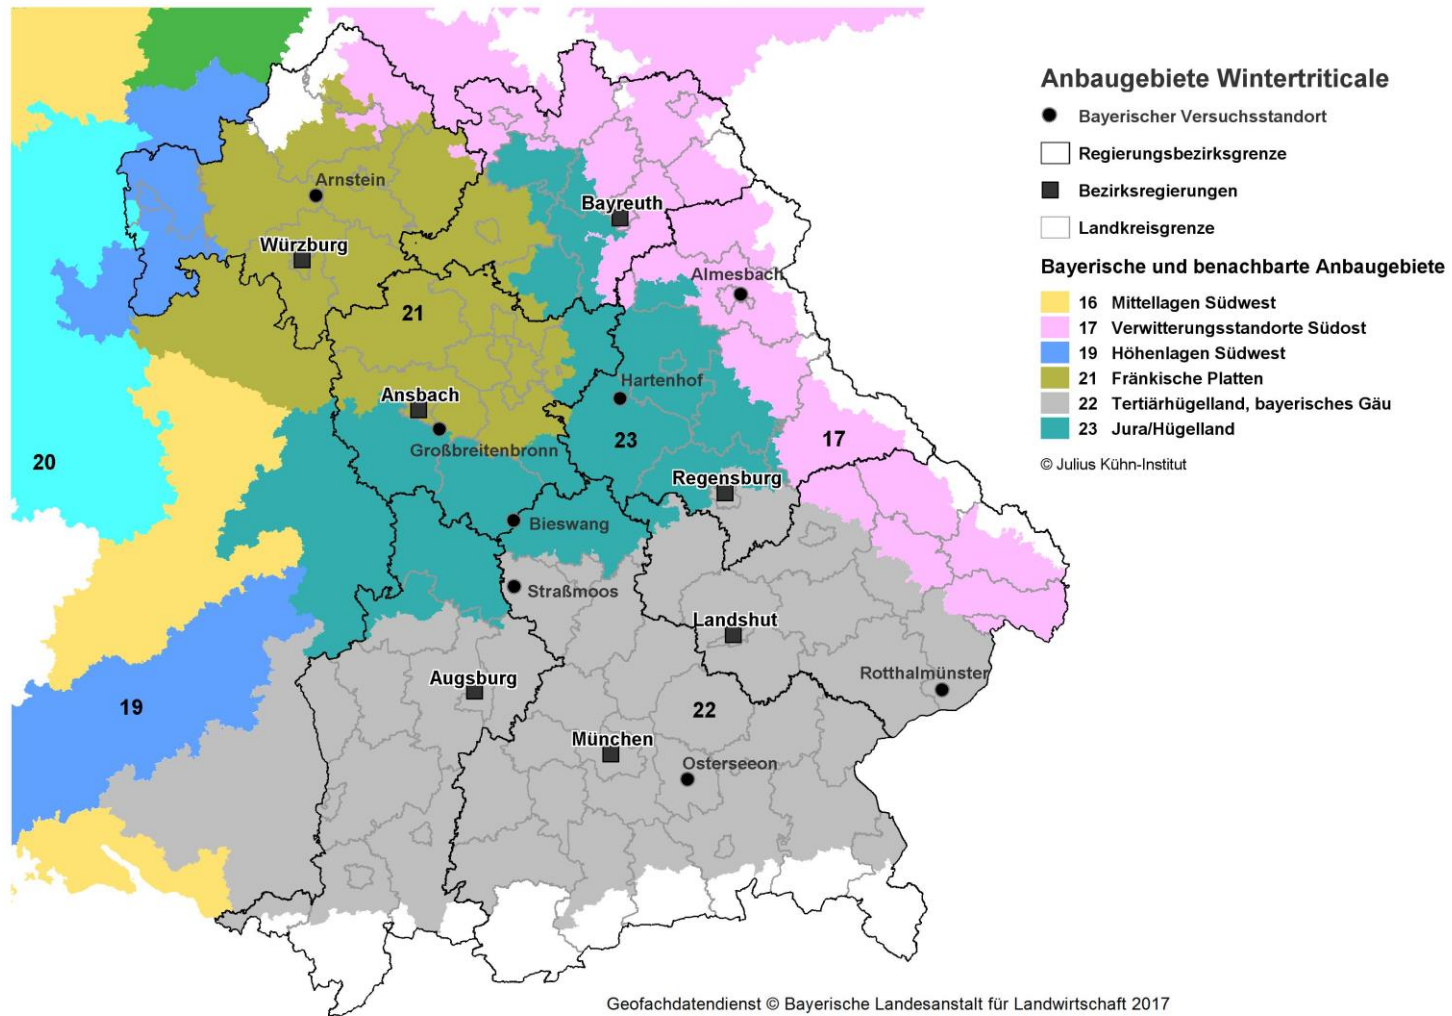 Anbaugebiete Wintertriticale
Bayerischer Versuchsstandort
Regierungsbezirksgrenze
Bezirksregierungen
Landkreisgrenze
Bayerische und benachbarte Anbaugebiete
16 Mittellagen Südwest
17 Verwitterungsstandorte Südost
19 Höhenlagen Südwest
21 Fränkische Platten
22 Tertiärhügelland, bayerisches Gäu
23 Jura/Hügelland
© Julius Kühn-Institut
Arnstein
Bayreuth
Würzburg
Almesbach
21
Hartenhof
Ansbach
Großbreitenbronn
23
17
20
Regensburg
Bieswang
Straßmoos
Landshut
Rotthalmünster
Augsburg
19
22
München
Osterseeon
Geofachdatendienst © Bayerische Landesanstalt für Landwirtschaft 2017